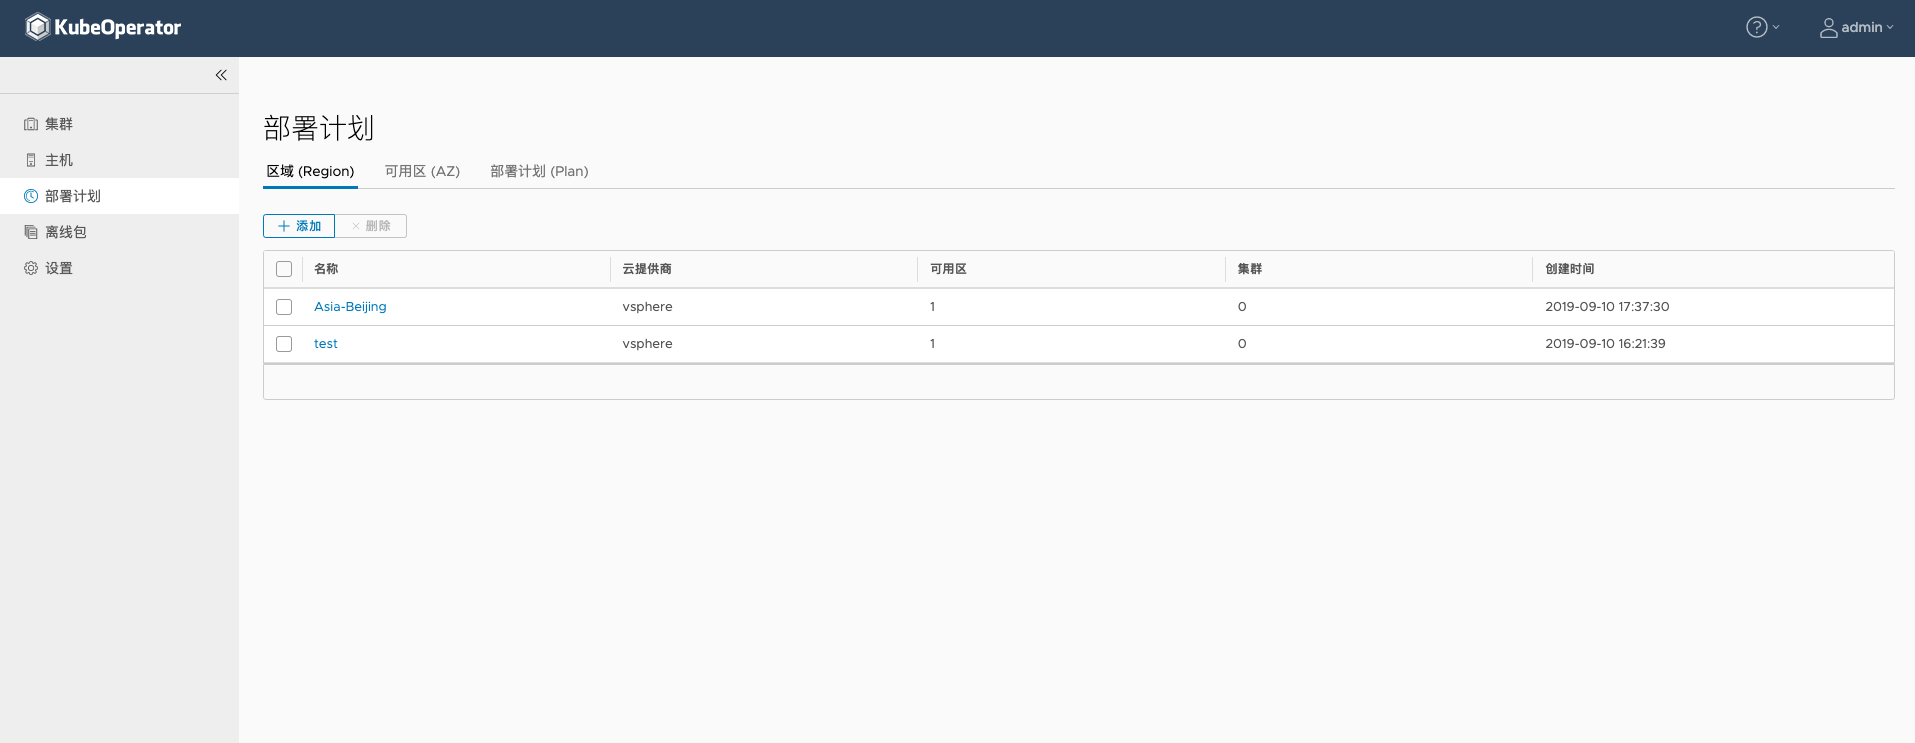 KubeOperator
admin
集群
主机
部署计划
离线包
设置
部署计划
区域 (Region) 可用区 (AZ) 部署计划 (Plan)
添加 删除
名称 云提供商 可用区 集群 创建时间
Asia-Beijing vsphere 1 0 2019-09-10 17:37:30
test vsphere 1 0 2019-09-10 16:21:39